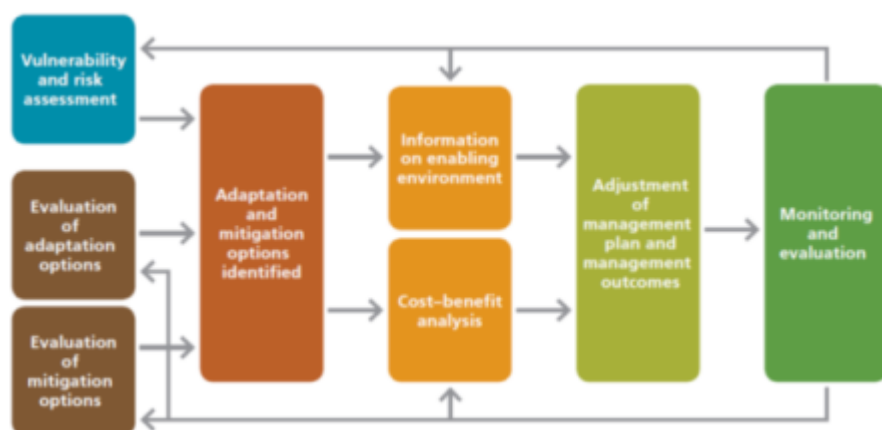 Vulnerability
and risk
assessment
Evaluation
of
adaptation
options
Evaluation
of
mitigation
options
Adaptation
and
mitigation
options
identified
Information
on enabling
environment
Cost–benefit
analysis
Adjustment
of
management
plan and
management
outcomes
Monitoring
and
evaluation